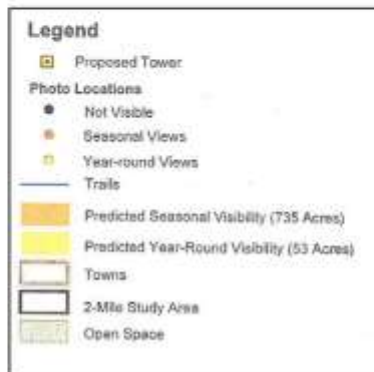 Legend
Proposed Tower
Photo Locations
Not Visible
Seasonal Views
Year-round Views
Trails
Predicted Seasonal Visibility (735 Acres)
Predicted Year-Round Visibility (53 Acres)
Towns
2-Mile Study Area
Open Space